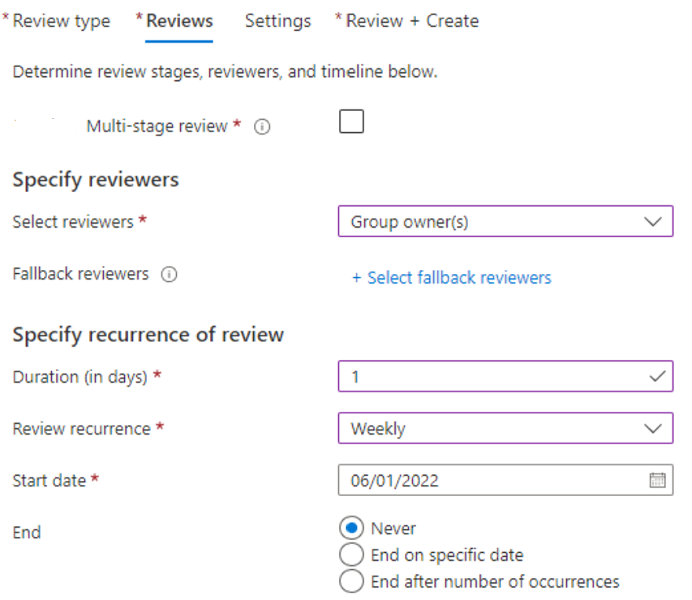 *Review type *Reviews Settings *Review + Create
Determine review stages, reviewers, and timeline below.
Multi-stage review *
Specify reviewers
Select reviewers * Group owner(s)
Fallback reviewers + Select fallback reviewers
Specify recurrence of review
Duration (in days) * 1
Review recurrence * Weekly
Start date * 06/01/2022
End Never
End on specific date
End after number of occurrences